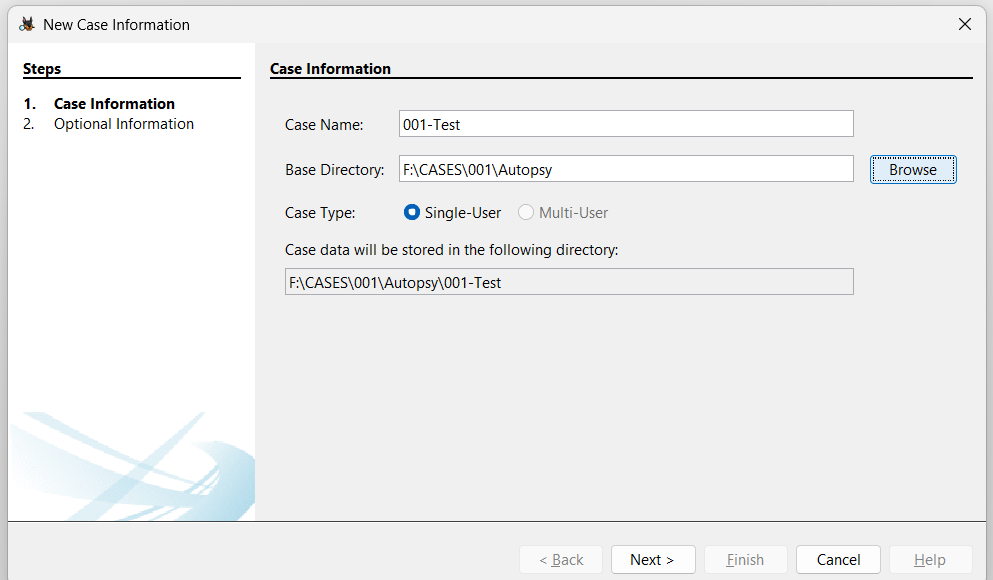 New Case Information
Steps
1. Case Information
2. Optional Information
Case Information
Case Name: 001-Test
Base Directory: F:\CASES\001\Autopsy Browse
Case Type: Single-User Multi-User
Case data will be stored in the following directory:
F:\CASES\001\Autopsy\001-Test
< Back Next > Finish Cancel Help